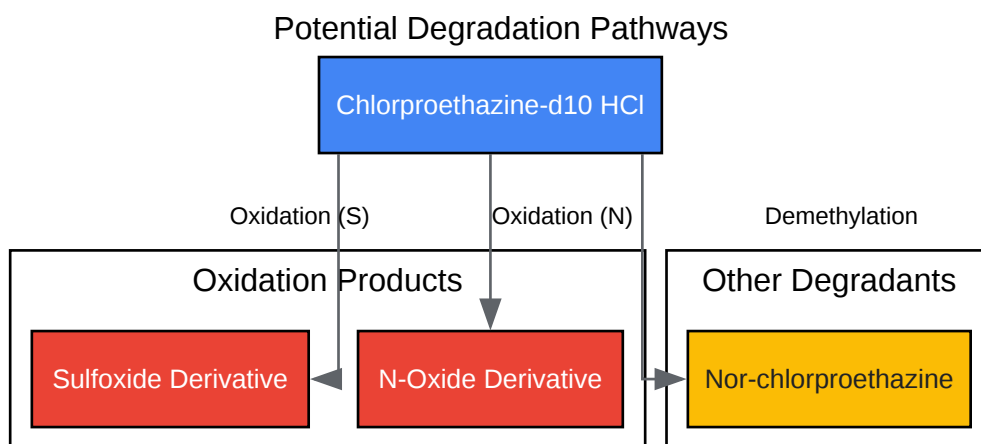 Potential Degradation Pathways
Chlorproethazine-d10 HCl
Oxidation (S)
Oxidation (N)
Demethylation
Oxidation Products
Other Degradants
Sulfoxide Derivative
N-Oxide Derivative
Nor-chlorproethazine